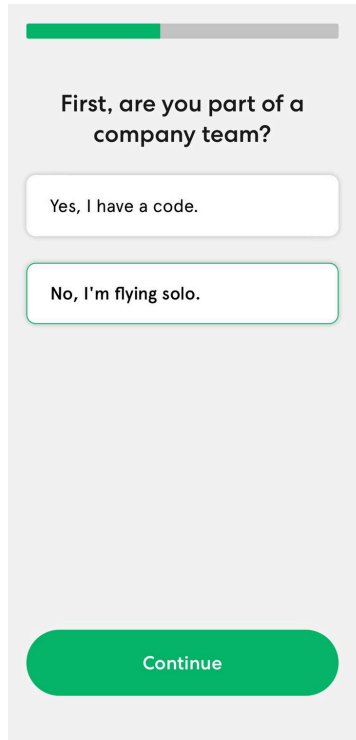 First, are you part of a
company team?
Yes, I have a code.
No, I'm flying solo.
Continue